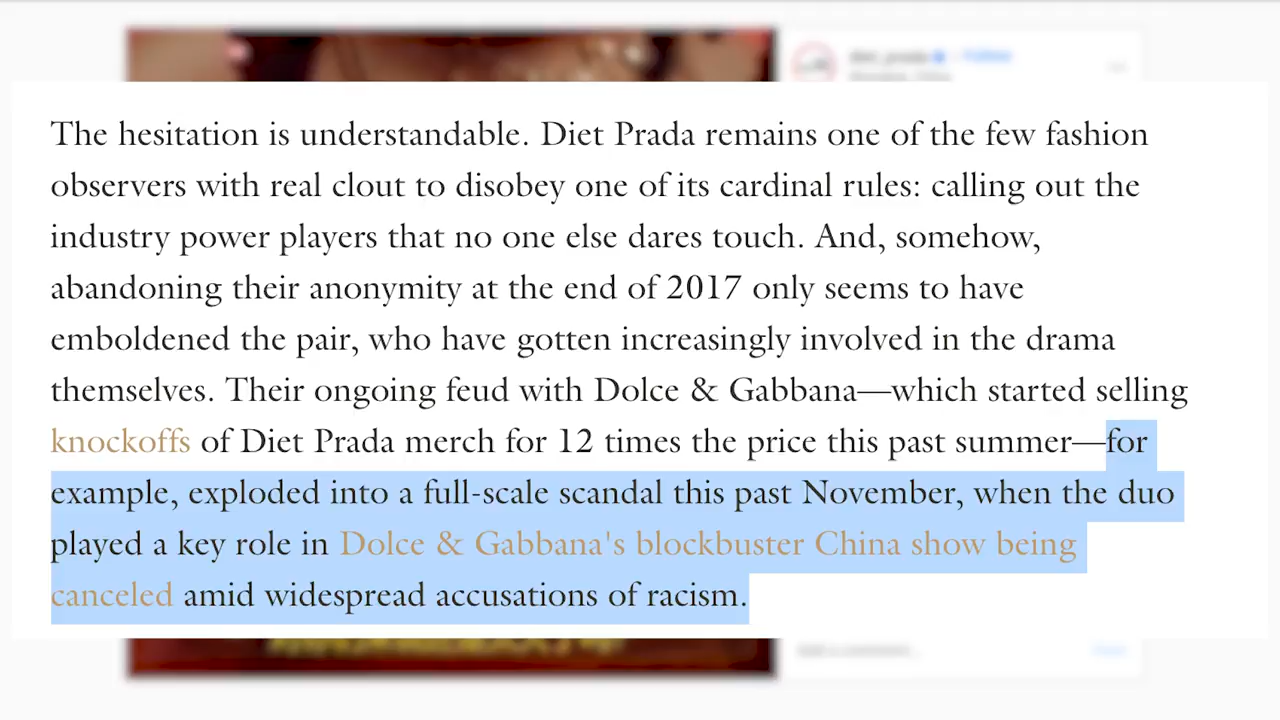 The hesitation is understandable. Diet Prada remains one of the few fashion
observers with real clout to disobey one of its cardinal rules: calling out the
industry power players that no one else dares touch. And, somehow,
abandoning their anonymity at the end of 2017 only seems to have
emboldened the pair, who have gotten increasingly involved in the drama
themselves. Their ongoing feud with Dolce & Gabbana—which started selling
knockoffs of Diet Prada merch for 12 times the price this past summer—for
example, exploded into a full-scale scandal this past November, when the duo
played a key role in Dolce & Gabbana's blockbuster China show being
canceled amid widespread accusations of racism.